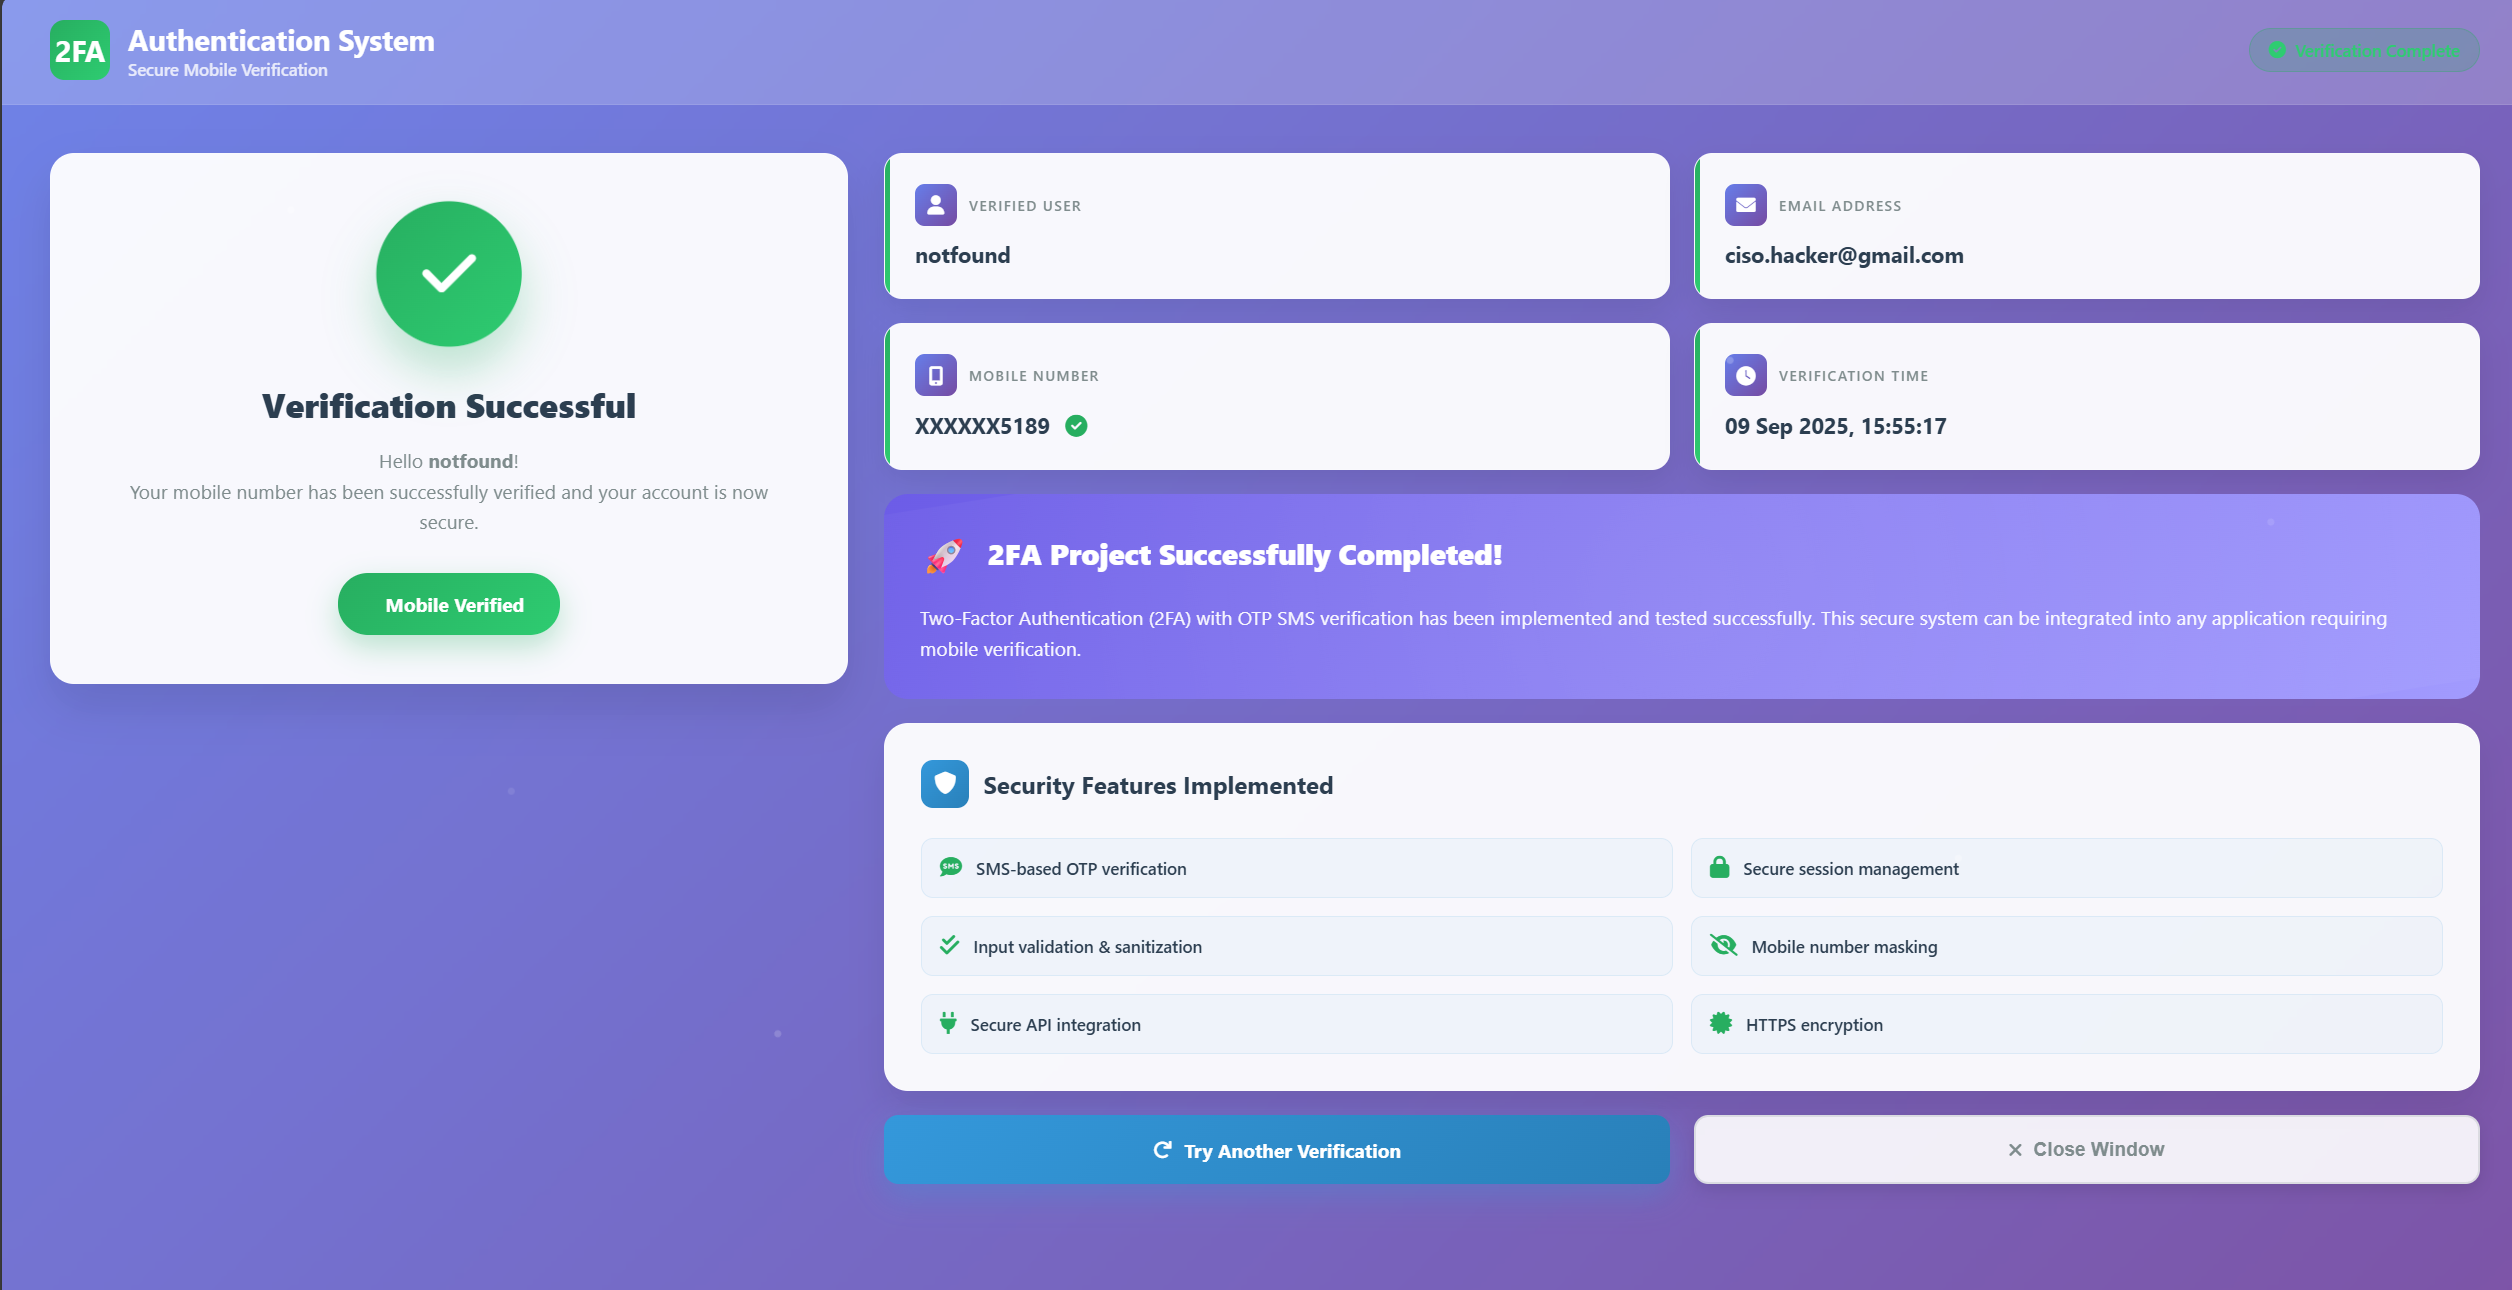 2FA
Authentication System
Secure Mobile Verification
Verification Complete
Verification Successful
Hello notfound!
Your mobile number has been successfully verified and your account is now
secure.
Mobile Verified
VERIFIED USER
notfound
EMAIL ADDRESS
ciso.hacker@gmail.com
MOBILE NUMBER
XXXXXX5189
VERIFICATION TIME
09 Sep 2025, 15:55:17
2FA Project Successfully Completed!
Two-Factor Authentication (2FA) with OTP SMS verification has been implemented and tested successfully. This secure system can be integrated into any application requiring
mobile verification.
Security Features Implemented
SMS
SMS-based OTP verification
Secure session management
Input validation & sanitization
Mobile number masking
Secure API integration
HTTPS encryption
Try Another Verification
Close Window